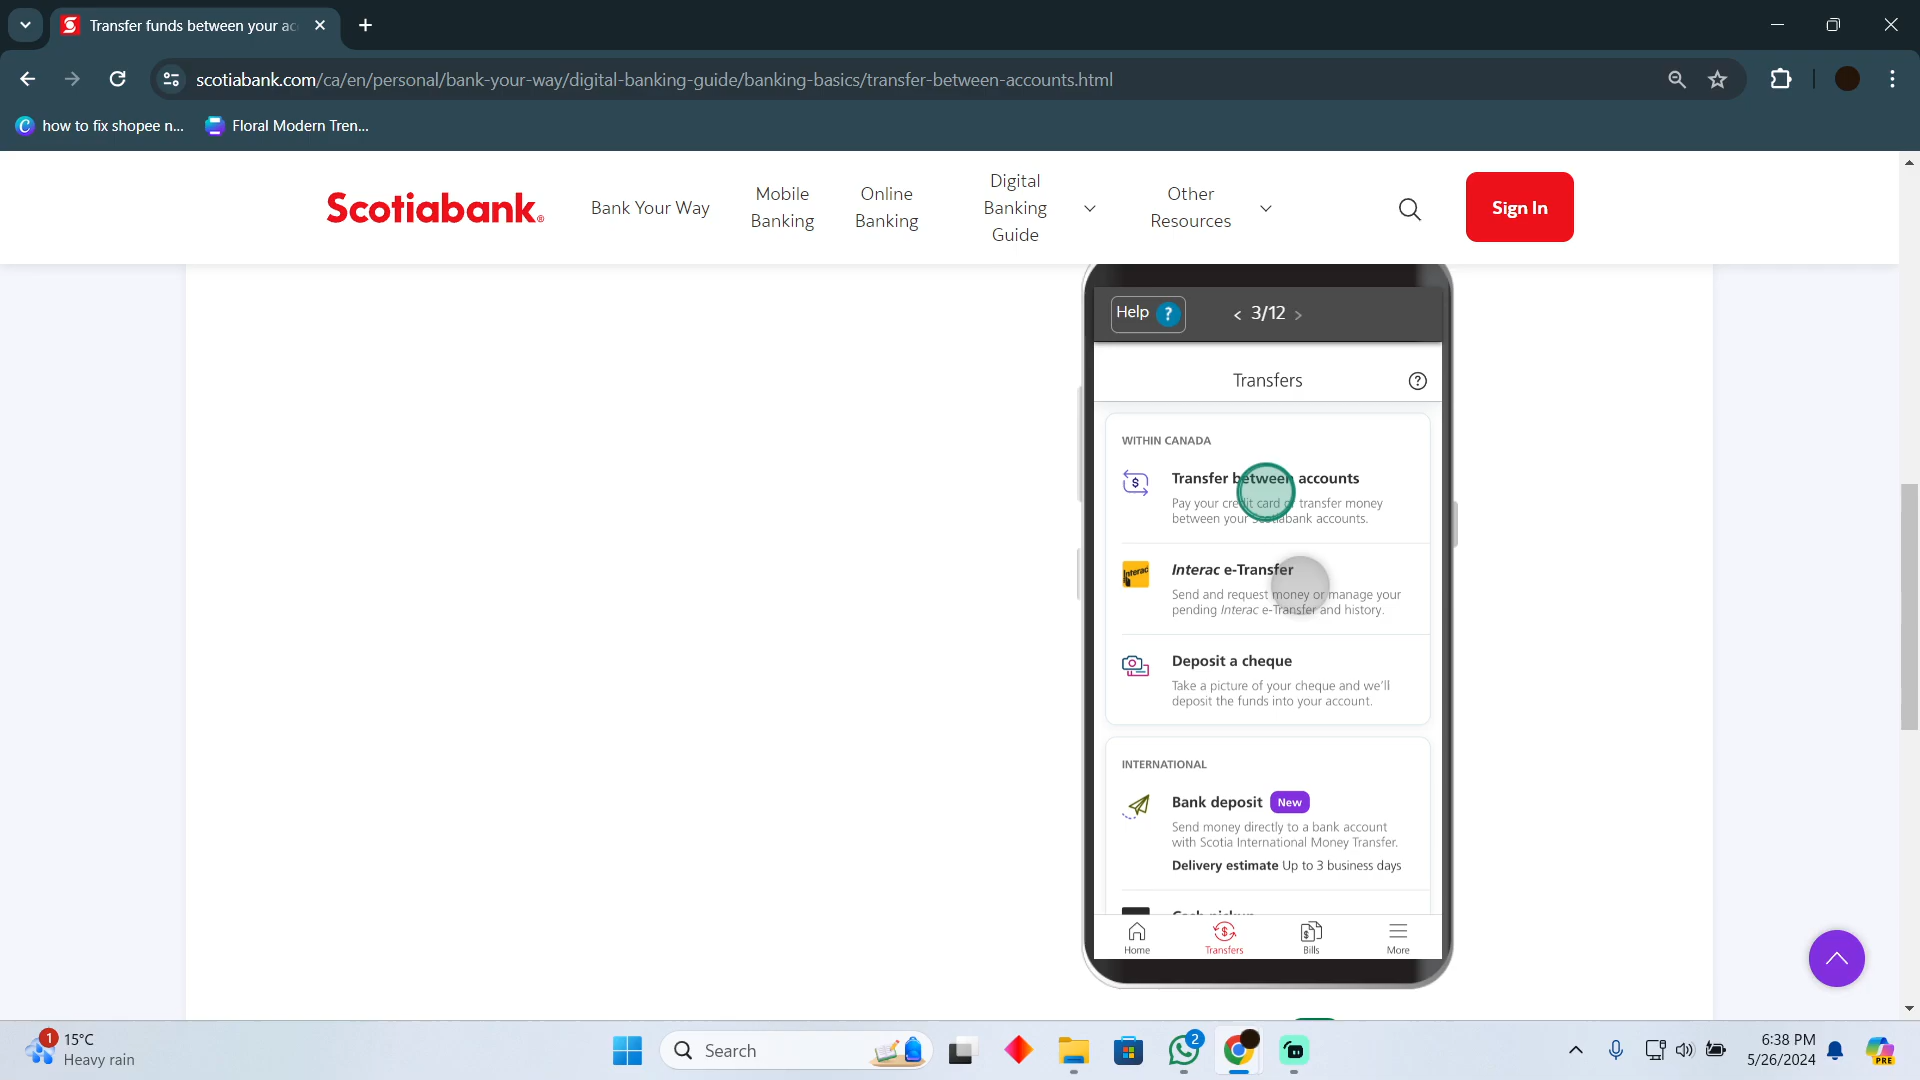 Transfer funds between your ac
scotiabank.com/ca/en/personal/bank-your-way/digital-banking-guide/banking-basics/transfer-between-accounts.html
how to fix shopee n...
Floral Modern Tren...
Scotiabank®
Bank Your Way
Mobile
Banking
Online
Banking
Digital
Banking
Guide
Other
Resources
Sign In
Help ?
< 3/12 >
Transfers
?
WITHIN CANADA
Transfer between accounts
Pay your credit card or transfer money
between your Scotiabank accounts.
Interac
Interac e-Transfer
Send and request money or manage your
pending Interac e-Transfer and history.
Deposit a cheque
Take a picture of your cheque and we'll
deposit the funds into your account.
INTERNATIONAL
Bank deposit New
Send money directly to a bank account
with Scotia International Money Transfer.
Delivery estimate Up to 3 business days
Home
Transfers
Bills
More
1
15°C
Heavy rain
Search
2
6:38 PM
5/26/2024
PRE